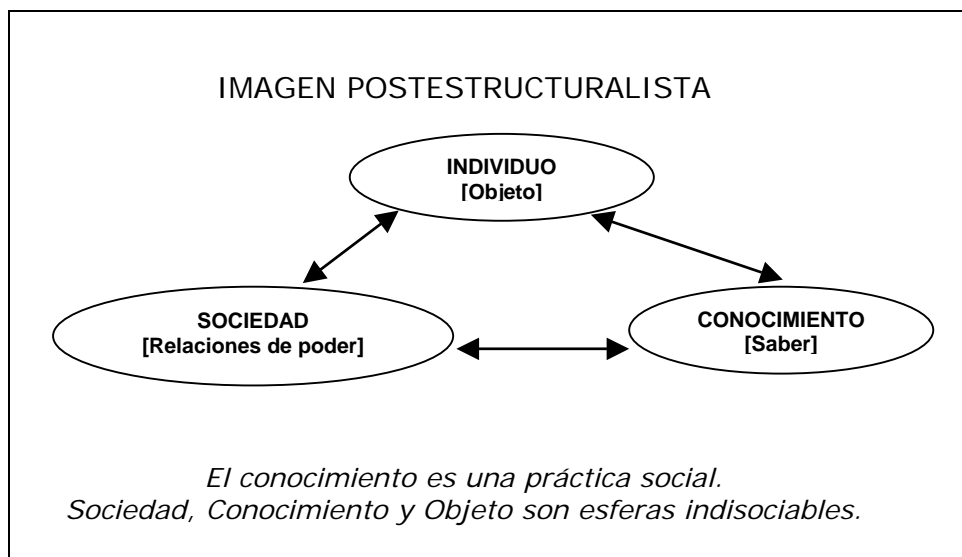 IMAGEN POSTESTRUCTURALISTA
INDIVIDUO
[Objeto]
SOCIEDAD
[Relaciones de poder]
CONOCIMIENTO
[Saber]
El conocimiento es una práctica social.
Sociedad, Conocimiento y Objeto son esferas indisociables.